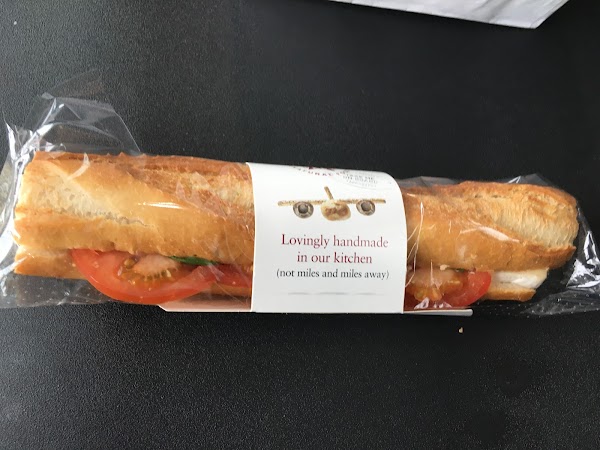 Lovingly handmade
in our kitchen
(not miles and miles away)